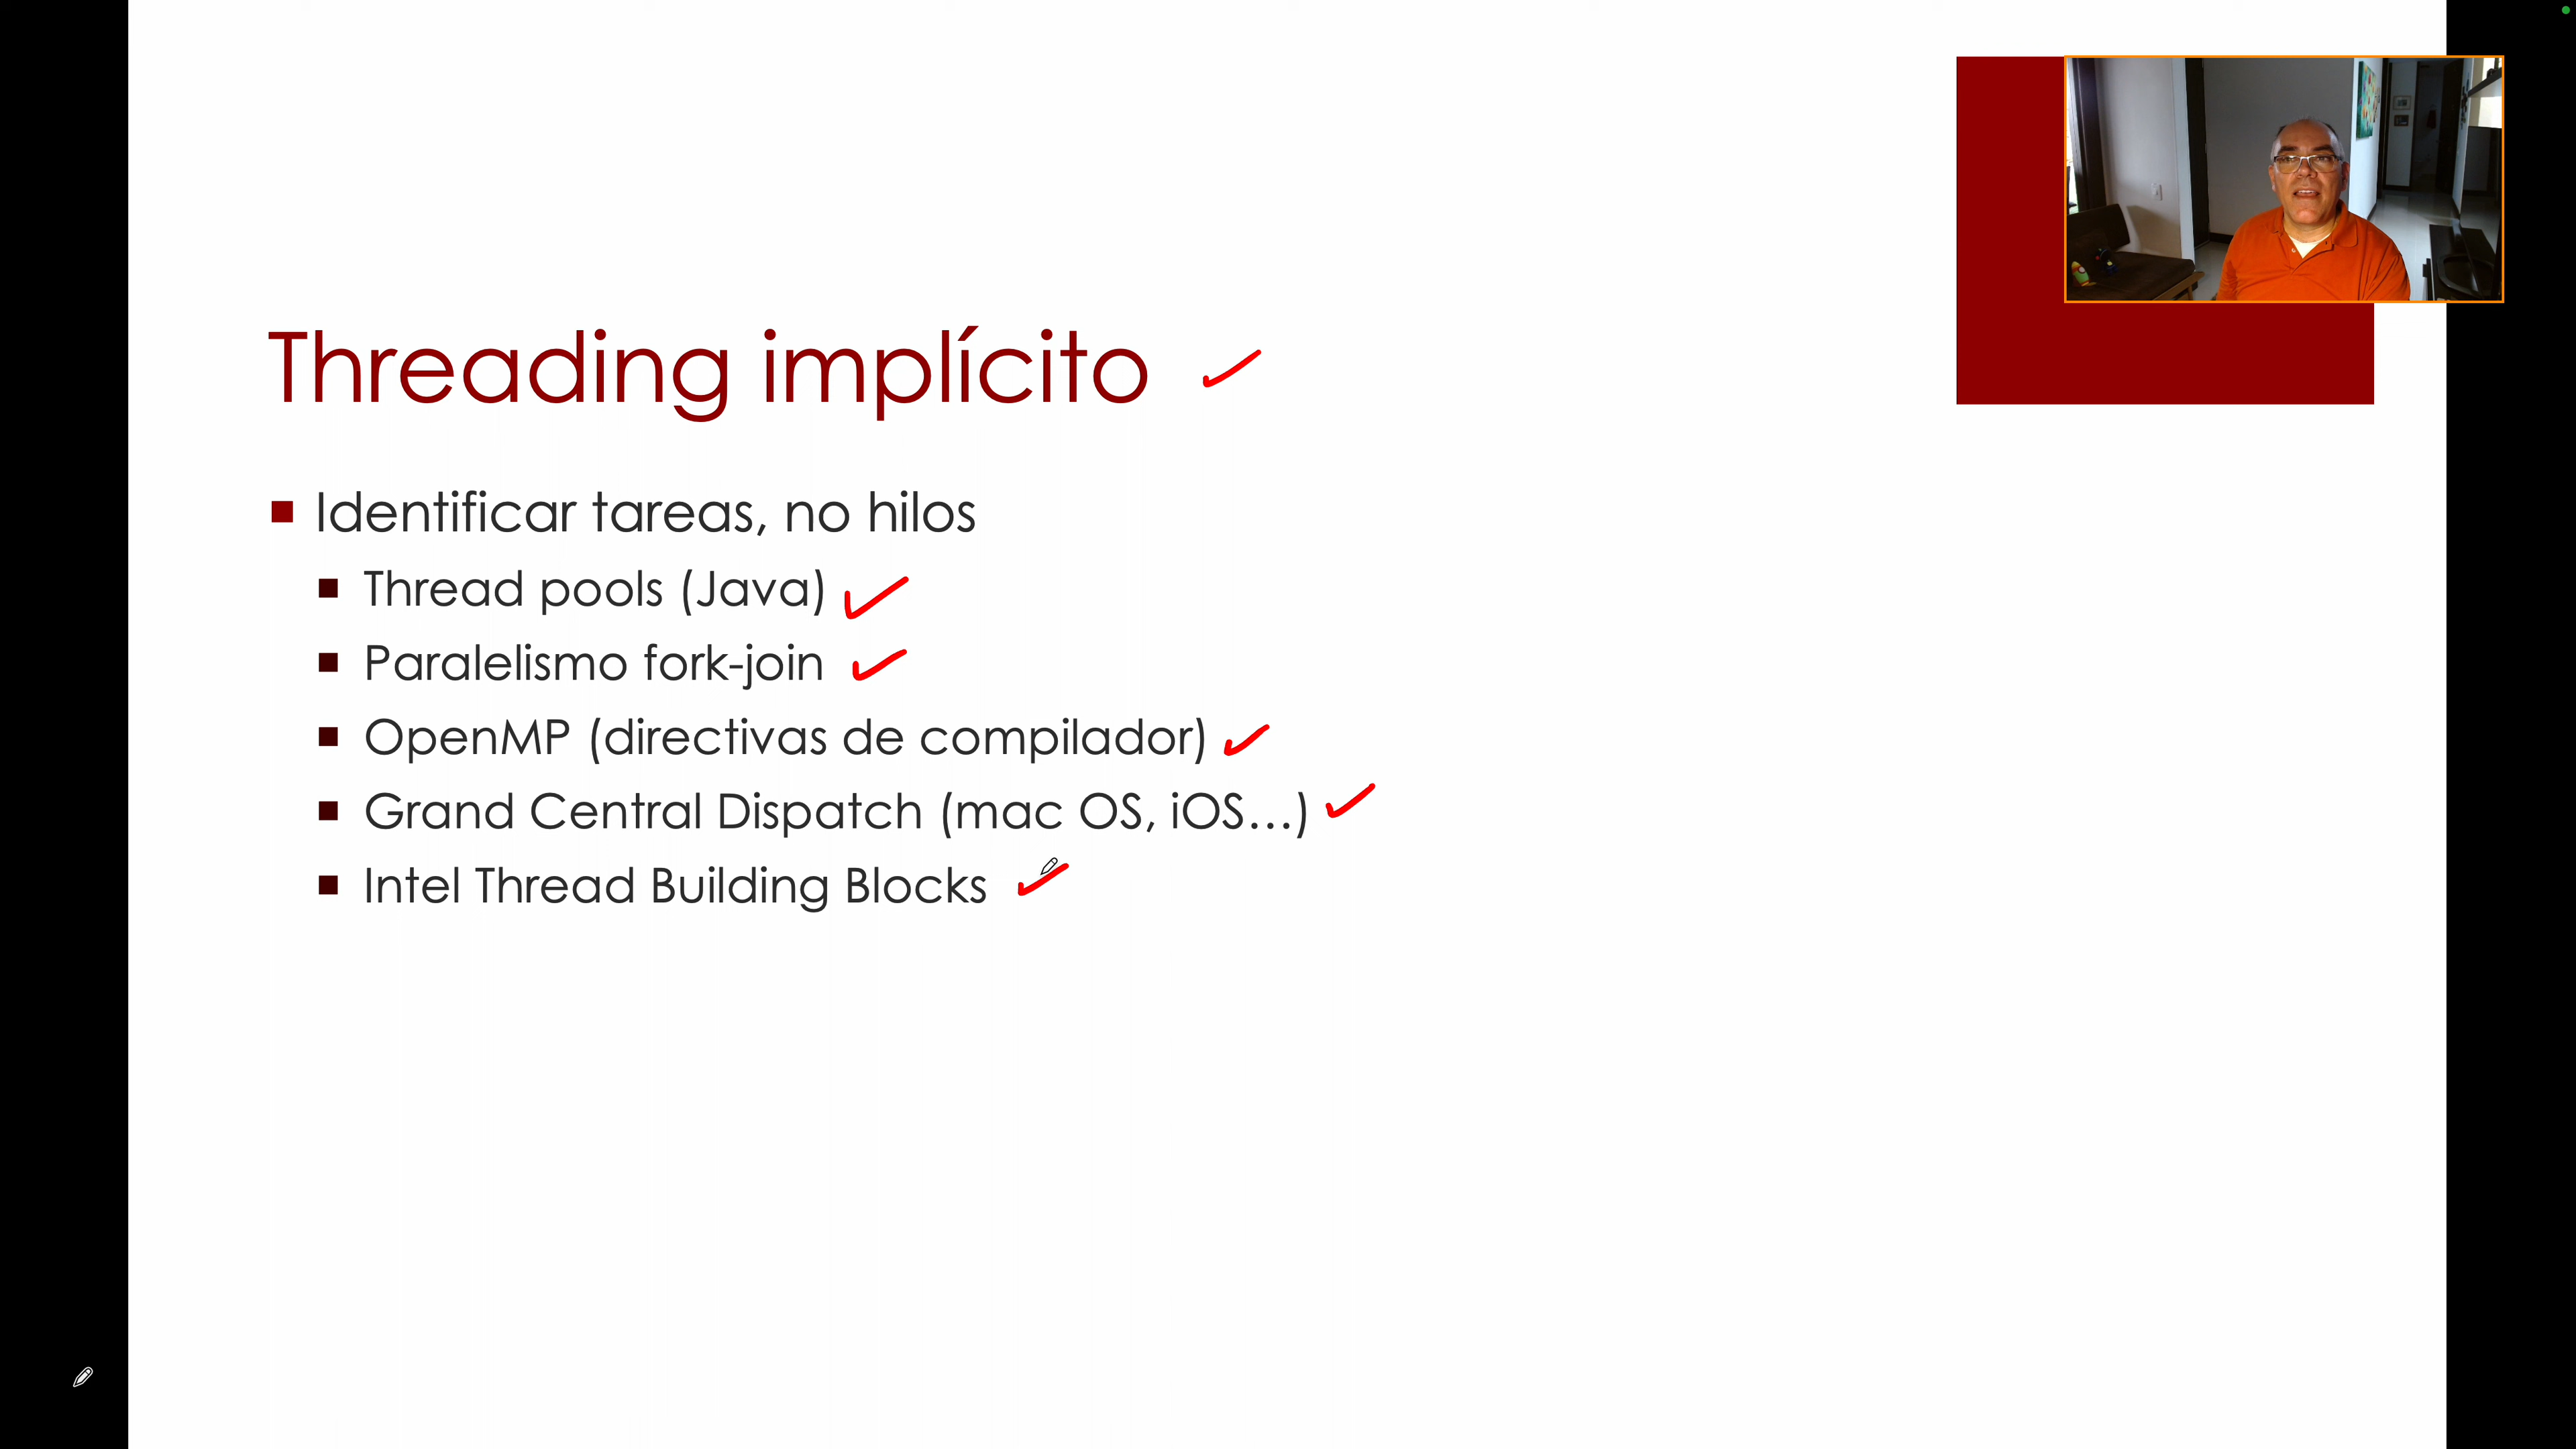 Threading implícito
Identificar tareas, no hilos
Thread pools (Java)
Paralelismo fork-join
OpenMP (directivas de compilador)
Grand Central Dispatch (mac OS, iOS...)
Intel Thread Building Blocks